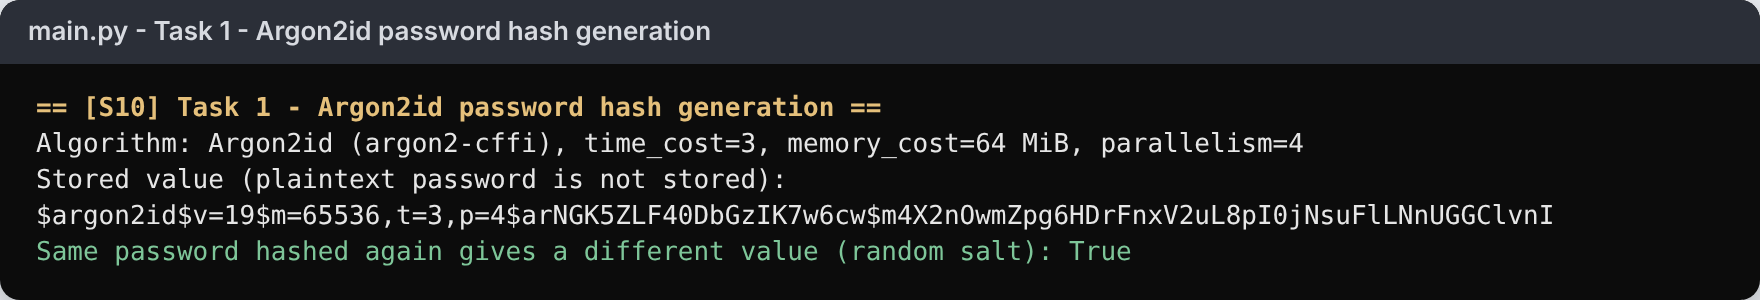 main.py - Task 1 - Argon2id password hash generation
== [S10] Task 1 - Argon2id password hash generation ==
Algorithm: Argon2id (argon2-cffi), time_cost=3, memory_cost=64 MiB, parallelism=4
Stored value (plaintext password is not stored):
$argon2id$v=19$m=65536,t=3,p=4$arNGK5ZLF40DbGzIK7w6cw$m4X2nOwmZpg6HDrFnxV2uL8pI0jNsuFlLNnUGGClvnI
Same password hashed again gives a different value (random salt): True